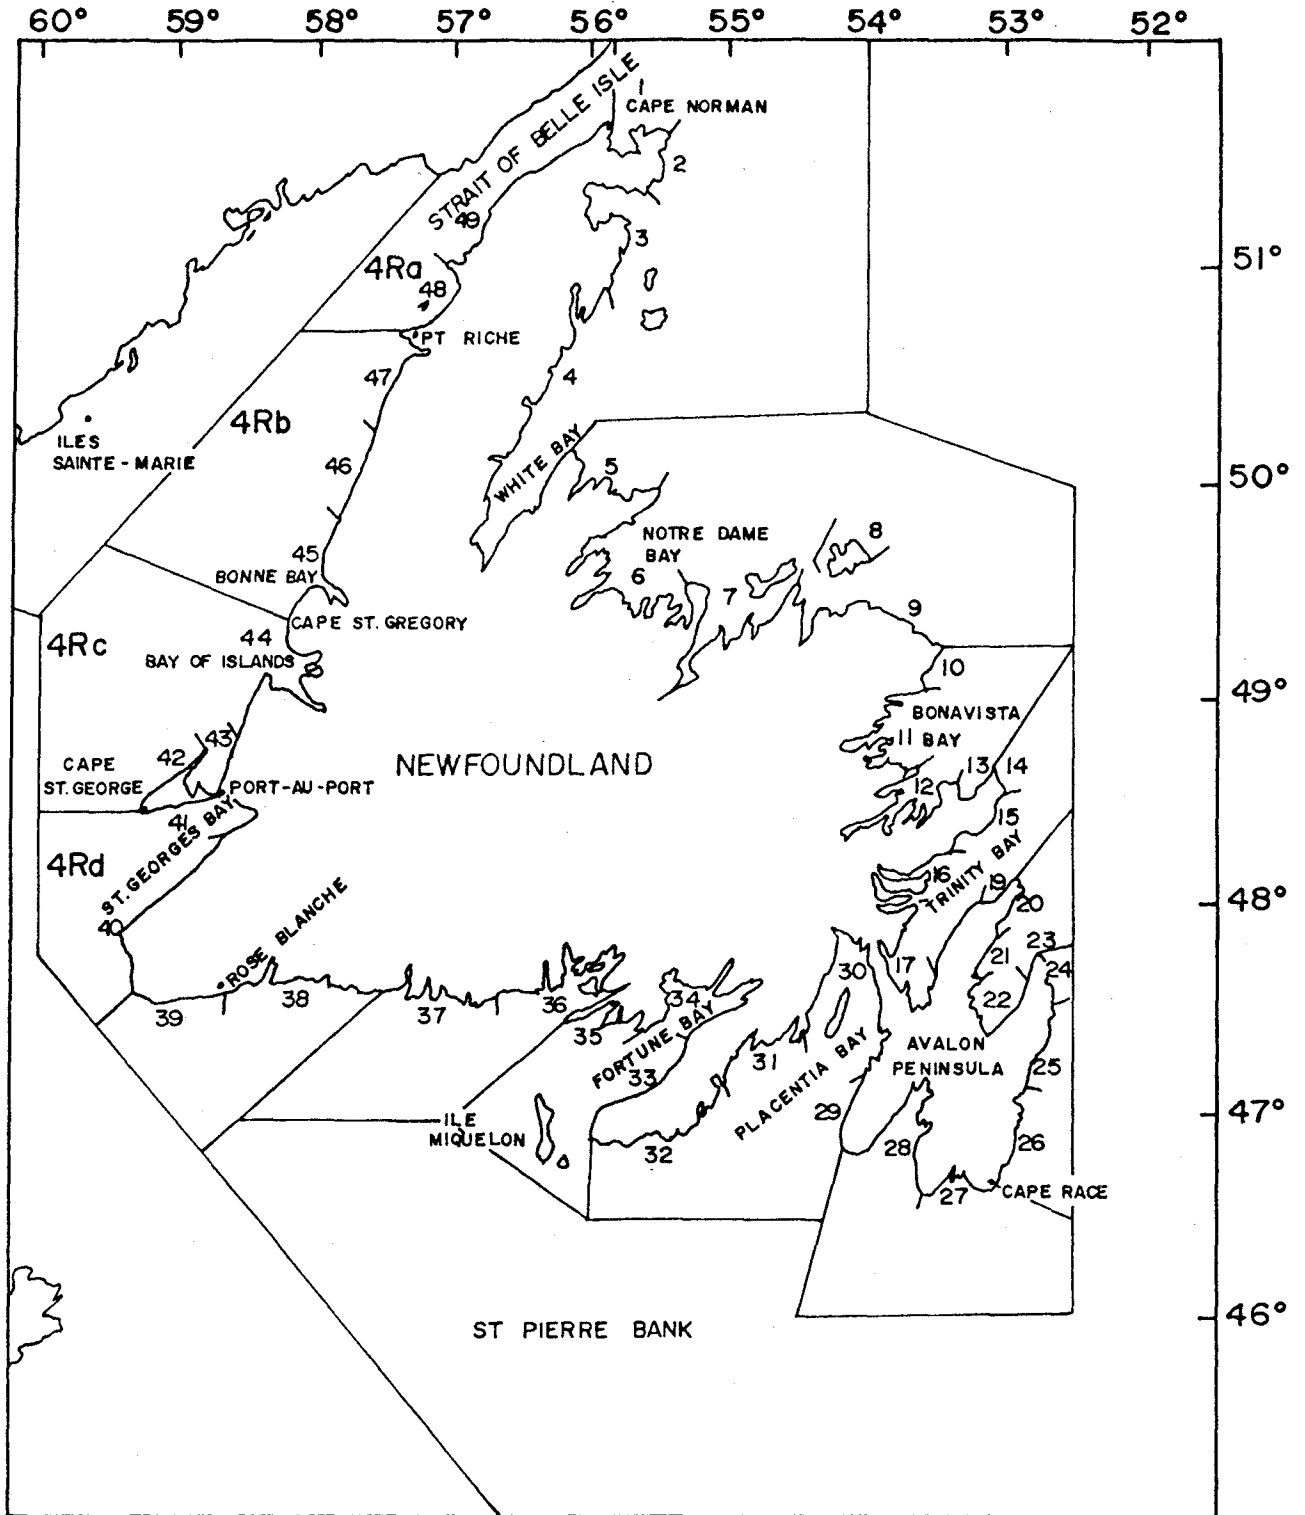 60° 59° 58° 57° 56° 55° 54° 53° 52°
STRAIT OF BELLE ISLE
1
CAPE NORMAN
2
49
3
51°
4Ra
48
PT RICHE
47
4
4Rb
ILES
SAINTE-MARIE
46
WHITE BAY
5
50°
NOTRE DAME
BAY
8
45
BONNE BAY
6
7
CAPE ST. GREGORY
9
44
4Rc
BAY OF ISLANDS
10
49°
BONAVISTA
BAY
11
43
42
CAPE
ST. GEORGE
NEWFOUNDLAND
13
14
12
PORT-AU-PORT
41
ST. GEORGES BAY
15
4Rd
16
TRINITY BAY
19
48°
20
40
ROSE BLANCHE
21
23
24
17
30
22
38
36
34
39
37
35
FORTUNE BAY
33
31
PLACENTIA BAY
AVALON
PENINSULA
25
29
47°
ILE
MIQUELON
32
28
26
27
CAPE RACE
46°
ST PIERRE BANK